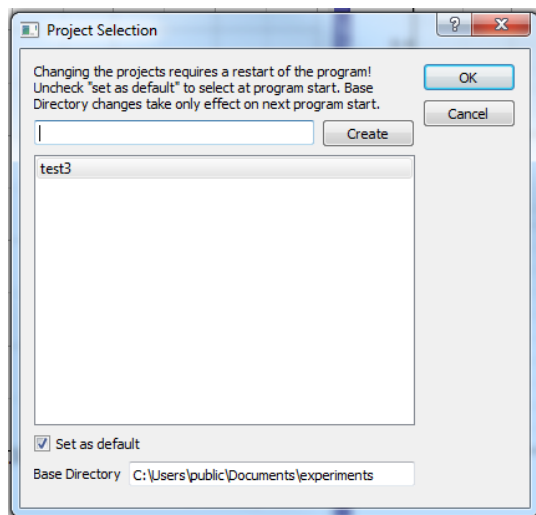 Project Selection
Changing the projects requires a restart of the program!
Uncheck "set as default" to select at program start. Base
Directory changes take only effect on next program start.
OK
Cancel
Create
test3
Set as default
Base Directory C:\Users\public\Documents\experiments